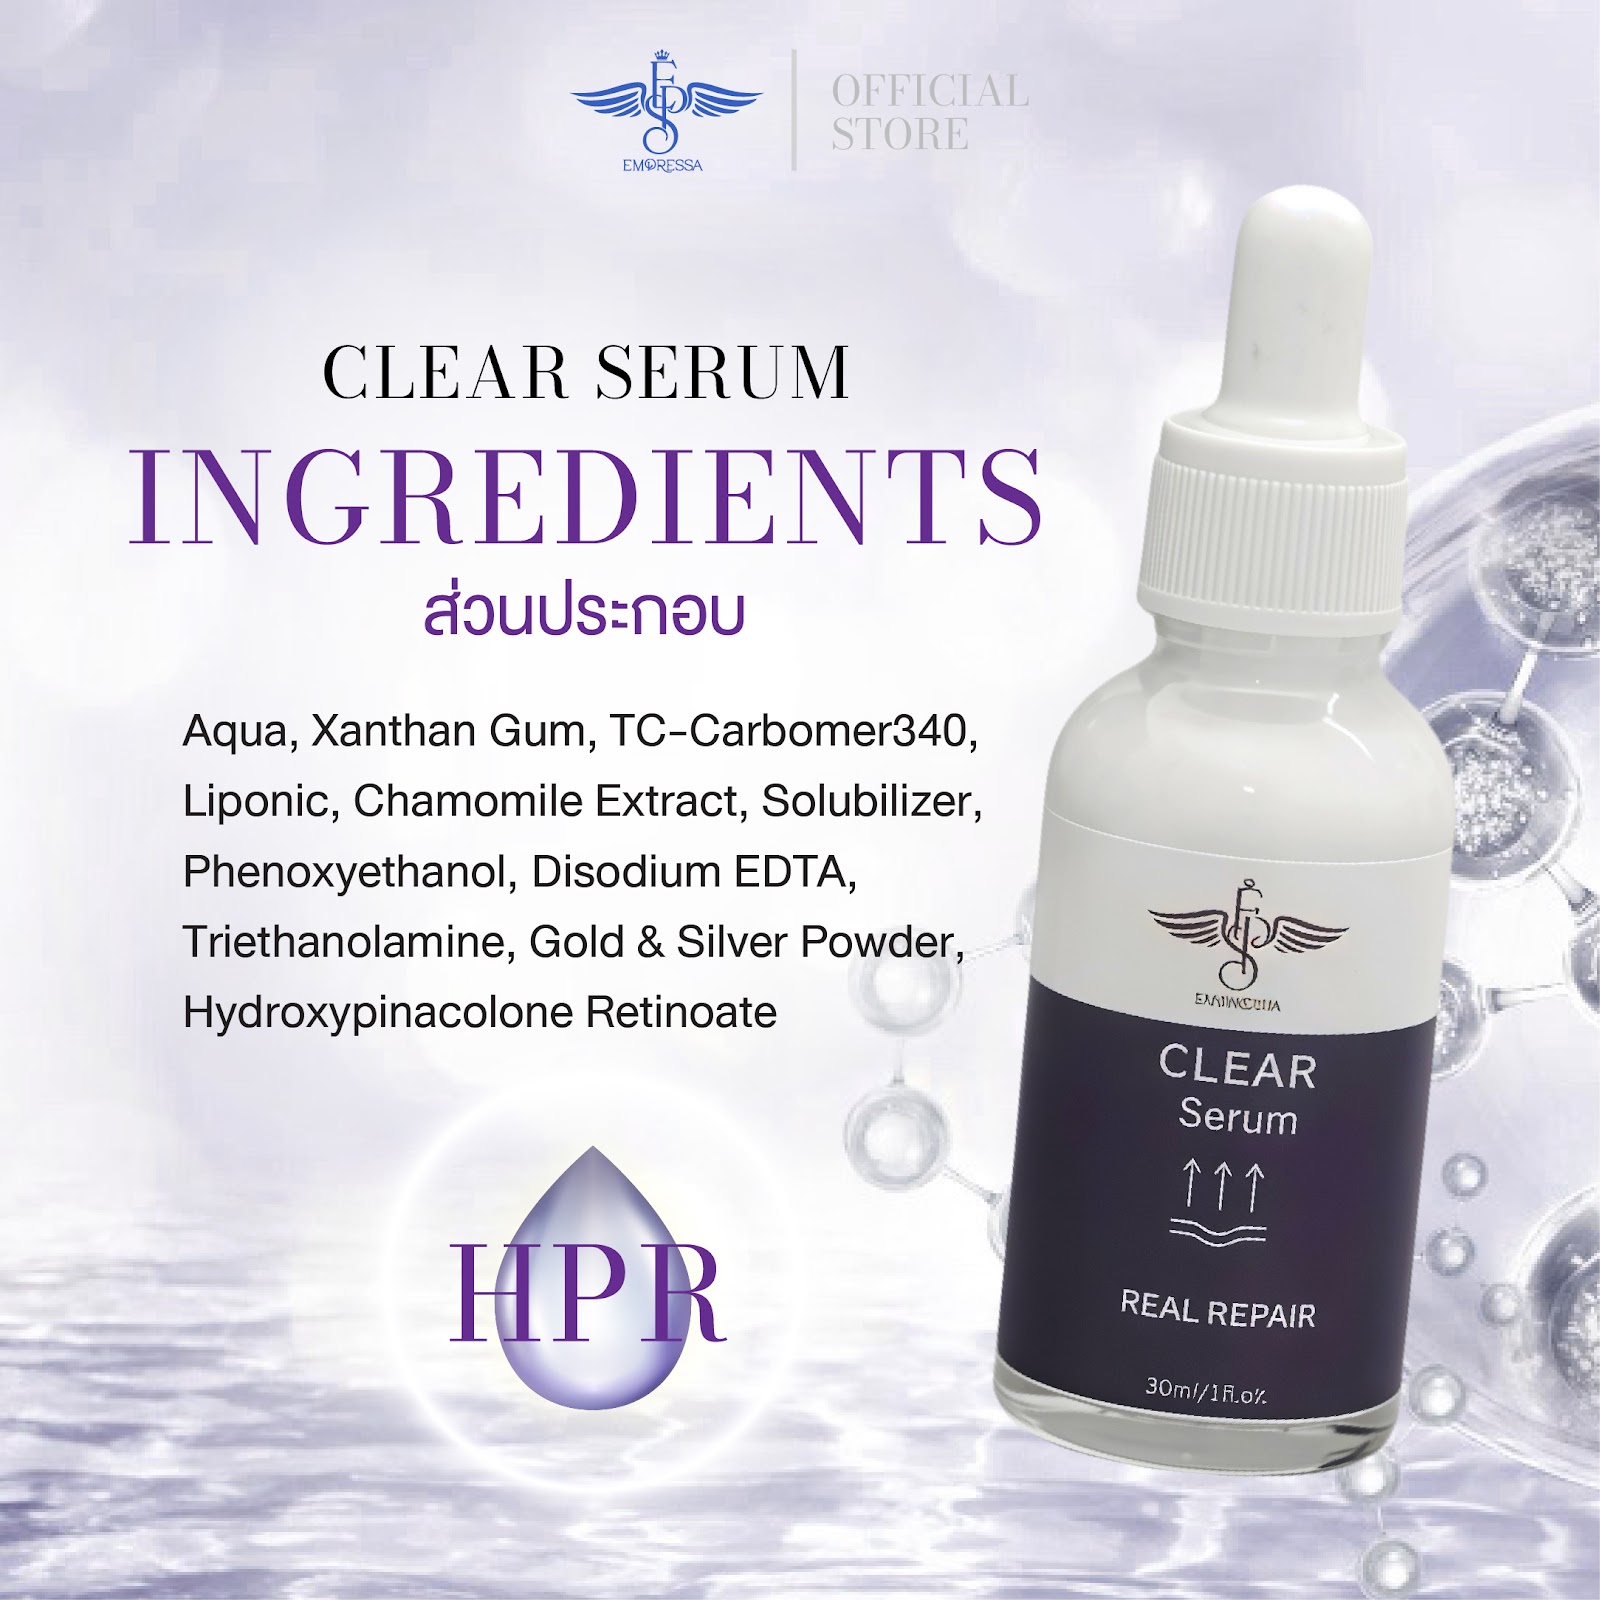 EMPRESSA
OFFICIAL
STORE
CLEAR SERUM
INGREDIENTS
ส่วนประกอบ
Aqua, Xanthan Gum, TC-Carbomer340,
Liponic, Chamomile Extract, Solubilizer,
Phenoxyethanol, Disodium EDTA,
Triethanolamine, Gold & Silver Powder,
Hydroxypinacolone Retinoate
HPR
CLEAR
Serum
REAL REPAIR
30ml/1fl.o%